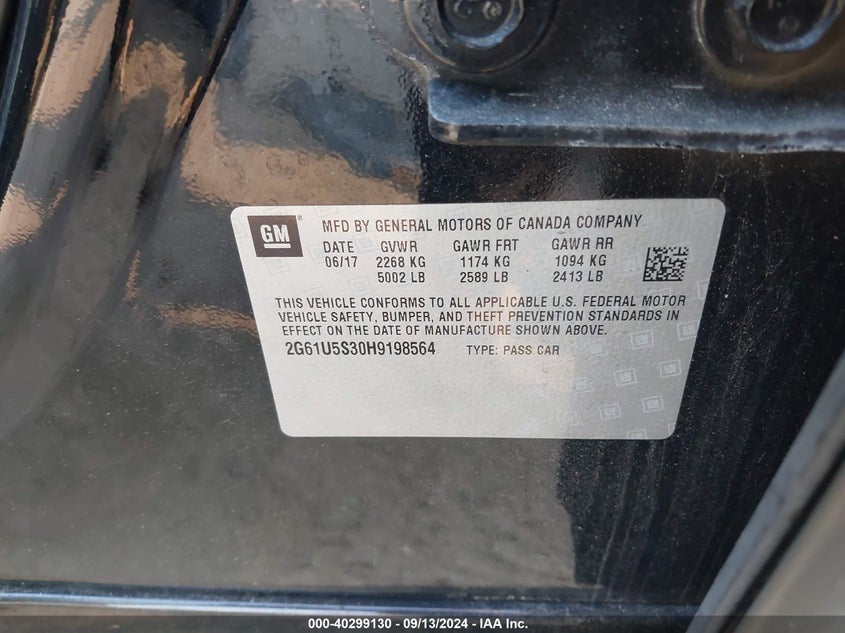 GM
MFD BY GENERAL MOTORS OF CANADA COMPANY
DATE GVWR GAWR FRT GAWR RR
06/17 2268 KG 1174 KG 1094 KG
5002 LB 2589 LB 2413 LB
THIS VEHICLE CONFORMS TO ALL APPLICABLE U.S. FEDERAL MOTOR
VEHICLE SAFETY, BUMPER, AND THEFT PREVENTION STANDARDS IN
EFFECT ON THE DATE OF MANUFACTURE SHOWN ABOVE.
2G61U5S30H9198564 TYPE: PASS CAR
000-40299130 - 09/13/2024 - IAA Inc.